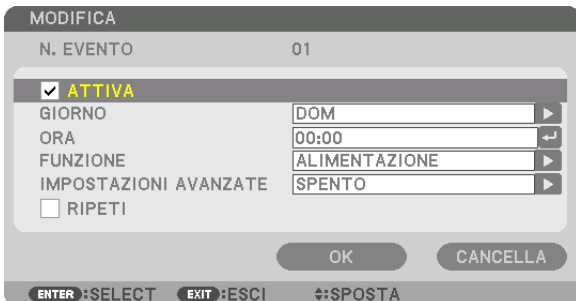 MODIFICA
N. EVENTO 01
ATTIVA
GIORNO DOM
ORA 00:00
FUNZIONE ALIMENTAZIONE
IMPOSTAZIONI AVANZATE SPENTO
RIPETI
OK CANCELLA
ENTER :SELECT EXIT :ESCI :SPOSTA